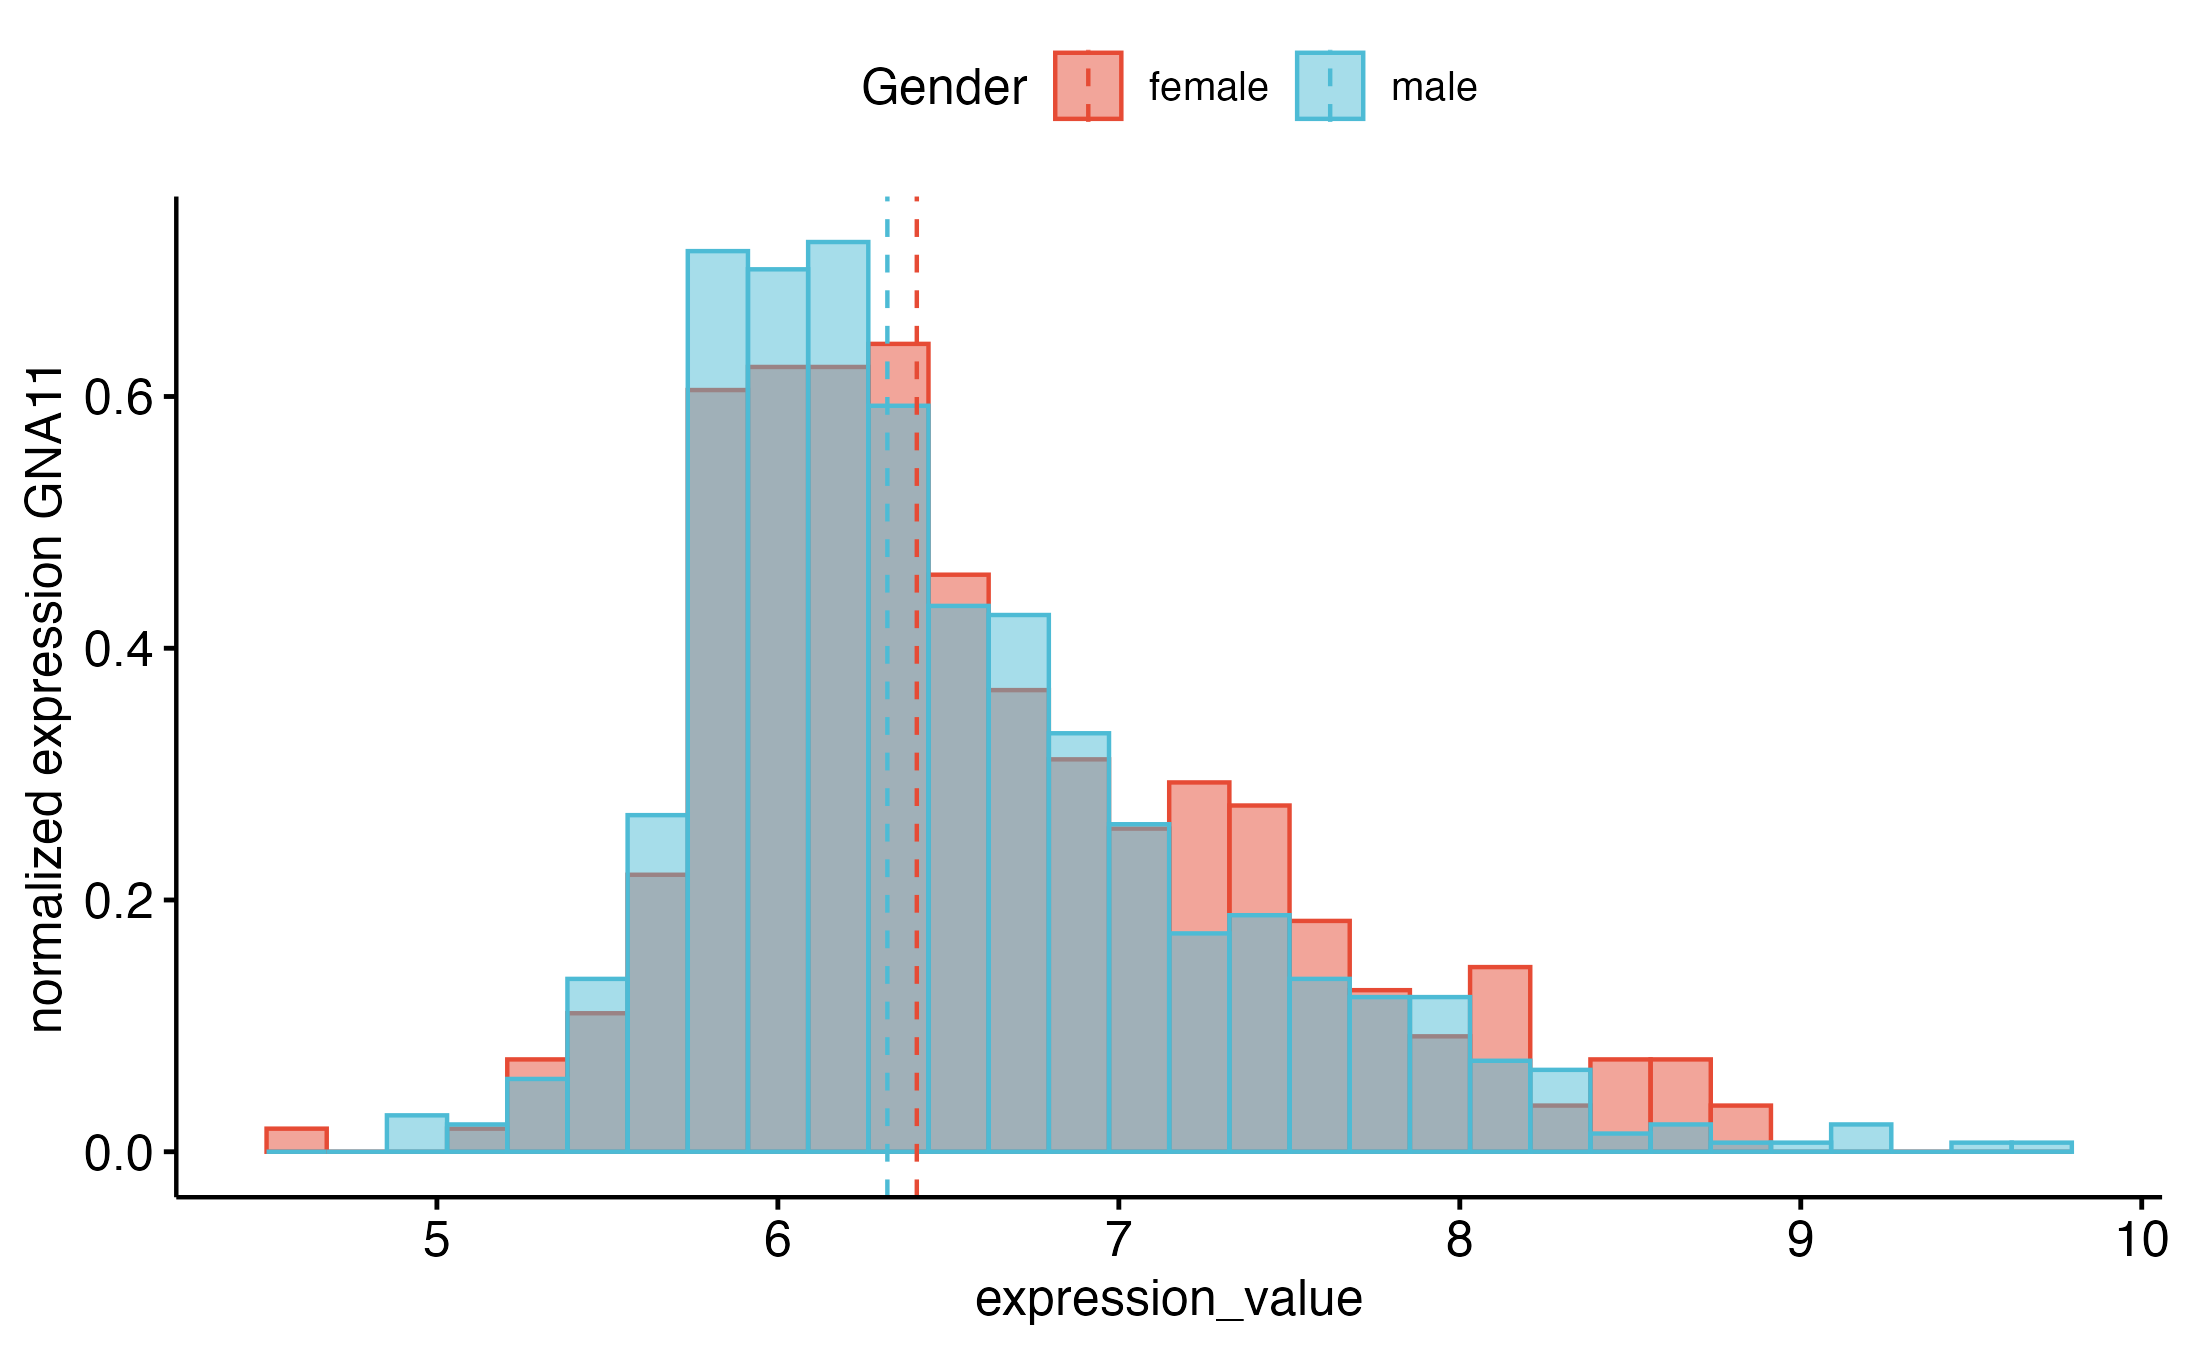 Gender female male
normalized expression GNA11
0.6
0.4
0.2
0.0
5 6 7 8 9 10
expression_value